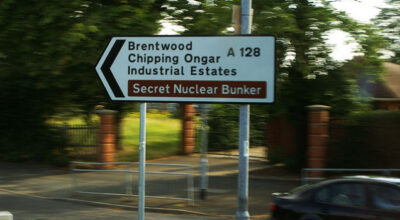 Brentwood
Chipping Ongar A 128
Industrial Estates
Secret Nuclear Bunker